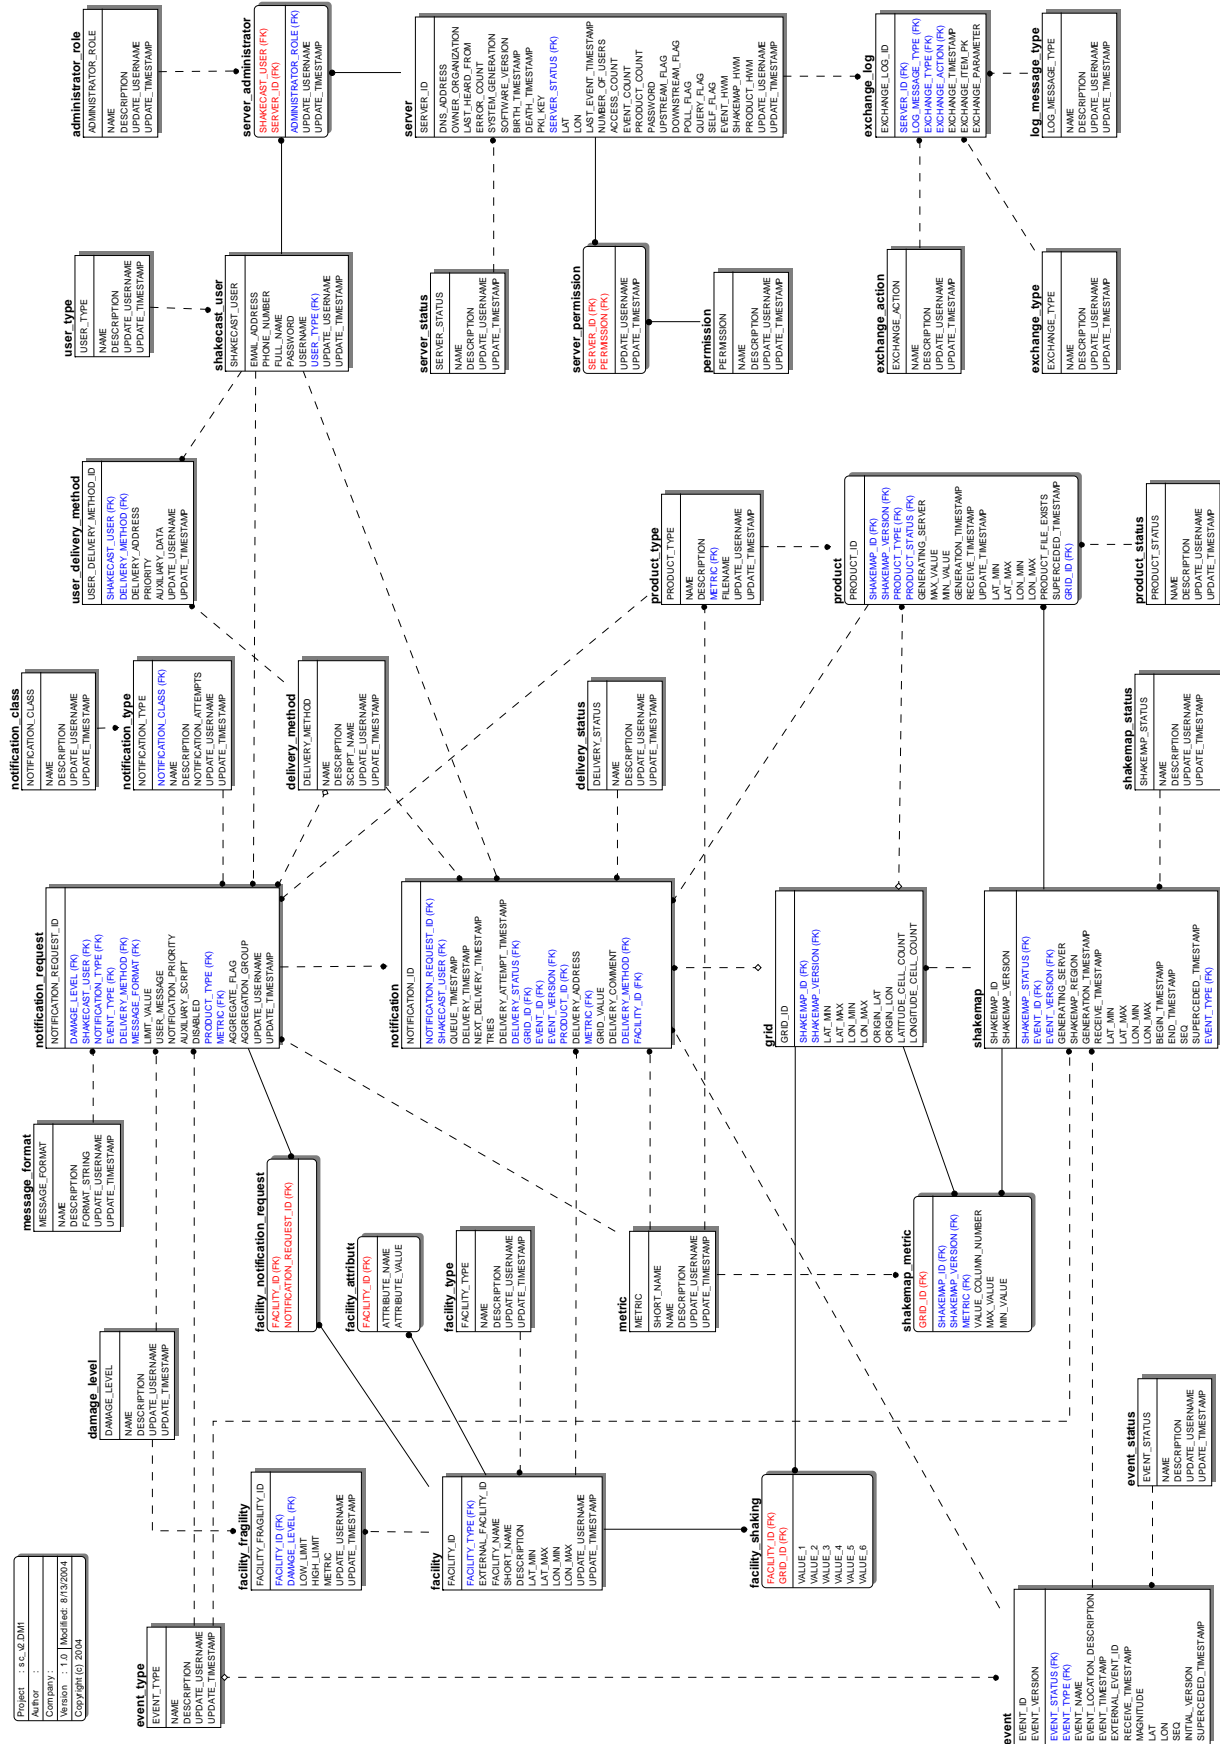 Project : sc_v2.DM1
Author :
Company :
Version : 1.0 Modified: 8/13/2004
Copyright (c) 2004
event_type
EVENT_TYPE
NAME
DESCRIPTION
UPDATE_USERNAME
UPDATE_TIMESTAMP
damage_level
DAMAGE_LEVEL
NAME
DESCRIPTION
UPDATE_USERNAME
UPDATE_TIMESTAMP
message_format
MESSAGE_FORMAT
NAME
DESCRIPTION
FORMAT_STRING
UPDATE_USERNAME
UPDATE_TIMESTAMP
notification_request
NOTIFICATION_REQUEST_ID
DAMAGE_LEVEL (FK)
SHAKECAST_USER (FK)
NOTIFICATION_TYPE (FK)
EVENT_TYPE (FK)
DELIVERY_METHOD (FK)
MESSAGE_FORMAT (FK)
LIMIT_VALUE
USER_MESSAGE
NOTIFICATION_PRIORITY
AUXILIARY_SCRIPT
DISABLED
PRODUCT_TYPE (FK)
METRIC (FK)
AGGREGATE_FLAG
AGGREGATION_GROUP
UPDATE_USERNAME
UPDATE_TIMESTAMP
notification_class
NOTIFICATION_CLASS
NAME
DESCRIPTION
UPDATE_USERNAME
UPDATE_TIMESTAMP
notification_type
NOTIFICATION_TYPE
NOTIFICATION_CLASS (FK)
NAME
DESCRIPTION
NOTIFICATION_ATTEMPTS
UPDATE_USERNAME
UPDATE_TIMESTAMP
user_delivery_method
USER_DELIVERY_METHOD_ID
SHAKECAST_USER (FK)
DELIVERY_METHOD (FK)
DELIVERY_ADDRESS
PRIORITY
AUXILIARY_DATA
UPDATE_USERNAME
UPDATE_TIMESTAMP
user_type
USER_TYPE
NAME
DESCRIPTION
UPDATE_USERNAME
UPDATE_TIMESTAMP
administrator_role
ADMINISTRATOR_ROLE
NAME
DESCRIPTION
UPDATE_USERNAME
UPDATE_TIMESTAMP
shakecast_user
SHAKECAST_USER
EMAIL_ADDRESS
PHONE_NUMBER
FULL_NAME
PASSWORD
USERNAME
USER_TYPE (FK)
UPDATE_USERNAME
UPDATE_TIMESTAMP
server_administrator
SHAKECAST_USER (FK)
SERVER_ID (FK)
ADMINISTRATOR_ROLE (FK)
UPDATE_USERNAME
UPDATE_TIMESTAMP
facility_fragility
FACILITY_FRAGILITY_ID
FACILITY_ID (FK)
DAMAGE_LEVEL (FK)
LOW_LIMIT
HIGH_LIMIT
METRIC
UPDATE_USERNAME
UPDATE_TIMESTAMP
facility_notification_request
FACILITY_ID (FK)
NOTIFICATION_REQUEST_ID (FK)
facility_attribute
FACILITY_ID (FK)
ATTRIBUTE_NAME
ATTRIBUTE_VALUE
facility_type
FACILITY_TYPE
NAME
DESCRIPTION
UPDATE_USERNAME
UPDATE_TIMESTAMP
facility
FACILITY_ID
FACILITY_TYPE (FK)
EXTERNAL_FACILITY_ID
FACILITY_NAME
SHORT_NAME
DESCRIPTION
LAT_MIN
LAT_MAX
LON_MIN
LON_MAX
UPDATE_USERNAME
UPDATE_TIMESTAMP
delivery_method
DELIVERY_METHOD
NAME
DESCRIPTION
SCRIPT_NAME
UPDATE_USERNAME
UPDATE_TIMESTAMP
notification
NOTIFICATION_ID
NOTIFICATION_REQUEST_ID (FK)
SHAKECAST_USER (FK)
QUEUE_TIMESTAMP
DELIVERY_TIMESTAMP
NEXT_DELIVERY_TIMESTAMP
TRIES
DELIVERY_ATTEMPT_TIMESTAMP
DELIVERY_STATUS (FK)
GRID_ID (FK)
EVENT_ID (FK)
EVENT_VERSION (FK)
PRODUCT_ID (FK)
DELIVERY_ADDRESS
METRIC (FK)
GRID_VALUE
DELIVERY_COMMENT
DELIVERY_METHOD (FK)
FACILITY_ID (FK)
server
SERVER_ID
DNS_ADDRESS
OWNER_ORGANIZATION
LAST_HEARD_FROM
ERROR_COUNT
SYSTEM_GENERATION
SOFTWARE_VERSION
BIRTH_TIMESTAMP
DEATH_TIMESTAMP
PKI_KEY
SERVER_STATUS (FK)
LAT
LON
LAST_EVENT_TIMESTAMP
NUMBER_OF_USERS
ACCESS_COUNT
EVENT_COUNT
PRODUCT_COUNT
PASSWORD
UPSTREAM_FLAG
DOWNSTREAM_FLAG
POLL_FLAG
QUERY_FLAG
SELF_FLAG
EVENT_HWM
SHAKEMAP_HWM
PRODUCT_HWM
UPDATE_USERNAME
UPDATE_TIMESTAMP
server_status
SERVER_STATUS
NAME
DESCRIPTION
UPDATE_USERNAME
UPDATE_TIMESTAMP
server_permission
SERVER_ID (FK)
PERMISSION (FK)
UPDATE_USERNAME
UPDATE_TIMESTAMP
permission
PERMISSION
NAME
DESCRIPTION
UPDATE_USERNAME
UPDATE_TIMESTAMP
delivery_status
DELIVERY_STATUS
NAME
DESCRIPTION
UPDATE_USERNAME
UPDATE_TIMESTAMP
product_type
PRODUCT_TYPE
NAME
DESCRIPTION
METRIC (FK)
FILENAME
UPDATE_USERNAME
UPDATE_TIMESTAMP
metric
METRIC
SHORT_NAME
NAME
DESCRIPTION
UPDATE_USERNAME
UPDATE_TIMESTAMP
facility_shaking
FACILITY_ID (FK)
GRID_ID (FK)
VALUE_1
VALUE_2
VALUE_3
VALUE_4
VALUE_5
VALUE_6
grid
GRID_ID
SHAKEMAP_ID (FK)
SHAKEMAP_VERSION (FK)
LAT_MIN
LAT_MAX
LON_MIN
LON_MAX
ORIGIN_LAT
ORIGIN_LON
LATITUDE_CELL_COUNT
LONGITUDE_CELL_COUNT
product
PRODUCT_ID
SHAKEMAP_ID (FK)
SHAKEMAP_VERSION (FK)
PRODUCT_TYPE (FK)
PRODUCT_STATUS (FK)
GENERATING_SERVER
MAX_VALUE
MIN_VALUE
GENERATION_TIMESTAMP
RECEIVE_TIMESTAMP
UPDATE_TIMESTAMP
LAT_MIN
LAT_MAX
LON_MIN
LON_MAX
PRODUCT_FILE_EXISTS
SUPERCEDED_TIMESTAMP
GRID_ID (FK)
exchange_log
EXCHANGE_LOG_ID
SERVER_ID (FK)
LOG_MESSAGE_TYPE (FK)
EXCHANGE_TYPE (FK)
EXCHANGE_ACTION (FK)
EXCHANGE_TIMESTAMP
EXCHANGE_ITEM_PK
EXCHANGE_PARAMETER
exchange_action
EXCHANGE_ACTION
NAME
DESCRIPTION
UPDATE_USERNAME
UPDATE_TIMESTAMP
exchange_type
EXCHANGE_TYPE
NAME
DESCRIPTION
UPDATE_USERNAME
UPDATE_TIMESTAMP
log_message_type
LOG_MESSAGE_TYPE
NAME
DESCRIPTION
UPDATE_USERNAME
UPDATE_TIMESTAMP
shakemap_metric
GRID_ID (FK)
SHAKEMAP_ID (FK)
SHAKEMAP_VERSION (FK)
METRIC (FK)
VALUE_COLUMN_NUMBER
MAX_VALUE
MIN_VALUE
shakemap
SHAKEMAP_ID
SHAKEMAP_VERSION
SHAKEMAP_STATUS (FK)
EVENT_ID (FK)
EVENT_VERSION (FK)
GENERATING_SERVER
SHAKEMAP_REGION
GENERATION_TIMESTAMP
RECEIVE_TIMESTAMP
LAT_MIN
LAT_MAX
LON_MIN
LON_MAX
BEGIN_TIMESTAMP
END_TIMESTAMP
SEQ
SUPERCEDED_TIMESTAMP
EVENT_TYPE (FK)
shakemap_status
SHAKEMAP_STATUS
NAME
DESCRIPTION
UPDATE_USERNAME
UPDATE_TIMESTAMP
product_status
PRODUCT_STATUS
NAME
DESCRIPTION
UPDATE_USERNAME
UPDATE_TIMESTAMP
event
EVENT_ID
EVENT_VERSION
EVENT_STATUS (FK)
EVENT_TYPE (FK)
EVENT_NAME
EVENT_LOCATION_DESCRIPTION
EVENT_TIMESTAMP
EXTERNAL_EVENT_ID
RECEIVE_TIMESTAMP
MAGNITUDE
LAT
LON
SEQ
INITIAL_VERSION
SUPERCEDED_TIMESTAMP
event_status
EVENT_STATUS
NAME
DESCRIPTION
UPDATE_USERNAME
UPDATE_TIMESTAMP